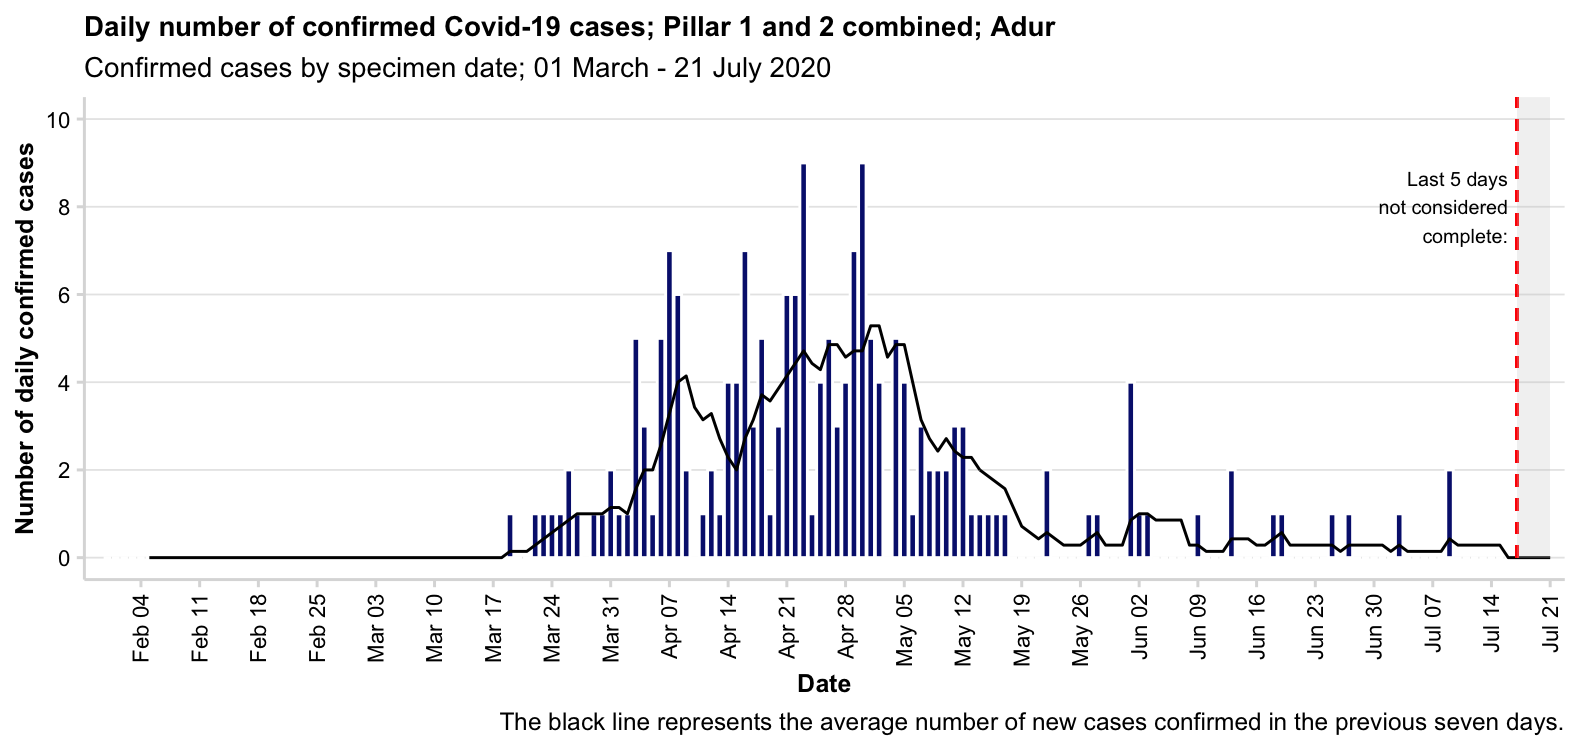 Daily number of confirmed Covid-19 cases; Pillar 1 and 2 combined; Adur
Confirmed cases by specimen date; 01 March - 21 July 2020
Number of daily confirmed cases
10
8
6
4
2
0
Last 5 days
not considered
complete:
Feb 04
Feb 11
Feb 18
Feb 25
Mar 03
Mar 10
Mar 17
Mar 24
Mar 31
Apr 07
Apr 14
Apr 21
Apr 28
May 05
May 12
May 19
May 26
Jun 02
Jun 09
Jun 16
Jun 23
Jun 30
Jul 07
Jul 14
Jul 21
Date
The black line represents the average number of new cases confirmed in the previous seven days.